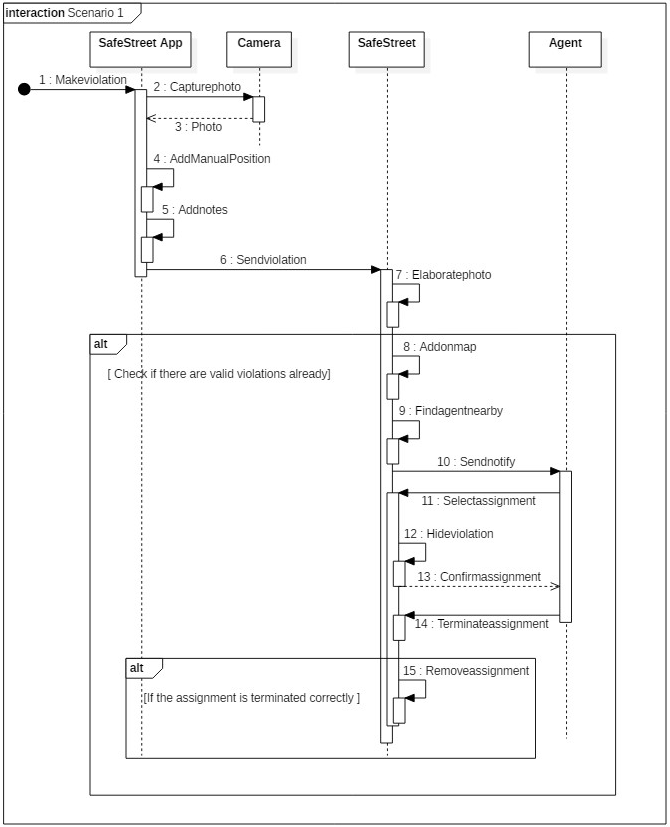 interaction Scenario 1
SafeStreet App
Camera
SafeStreet
Agent
1 : Makeviolation
2 : Capturephoto
3 : Photo
4 : AddManualPosition
5 : Addnotes
6 : Sendviolation
7 : Elaboratephoto
alt
8 : Addonmap
[ Check if there are valid violations already]
9 : Findagentnearby
10 : Sendnotify
11 : Selectassignment
12 : Hideviolation
13 : Confirmassignment
14 : Terminateassignment
alt
15 : Removeassignment
[If the assignment is terminated correctly ]